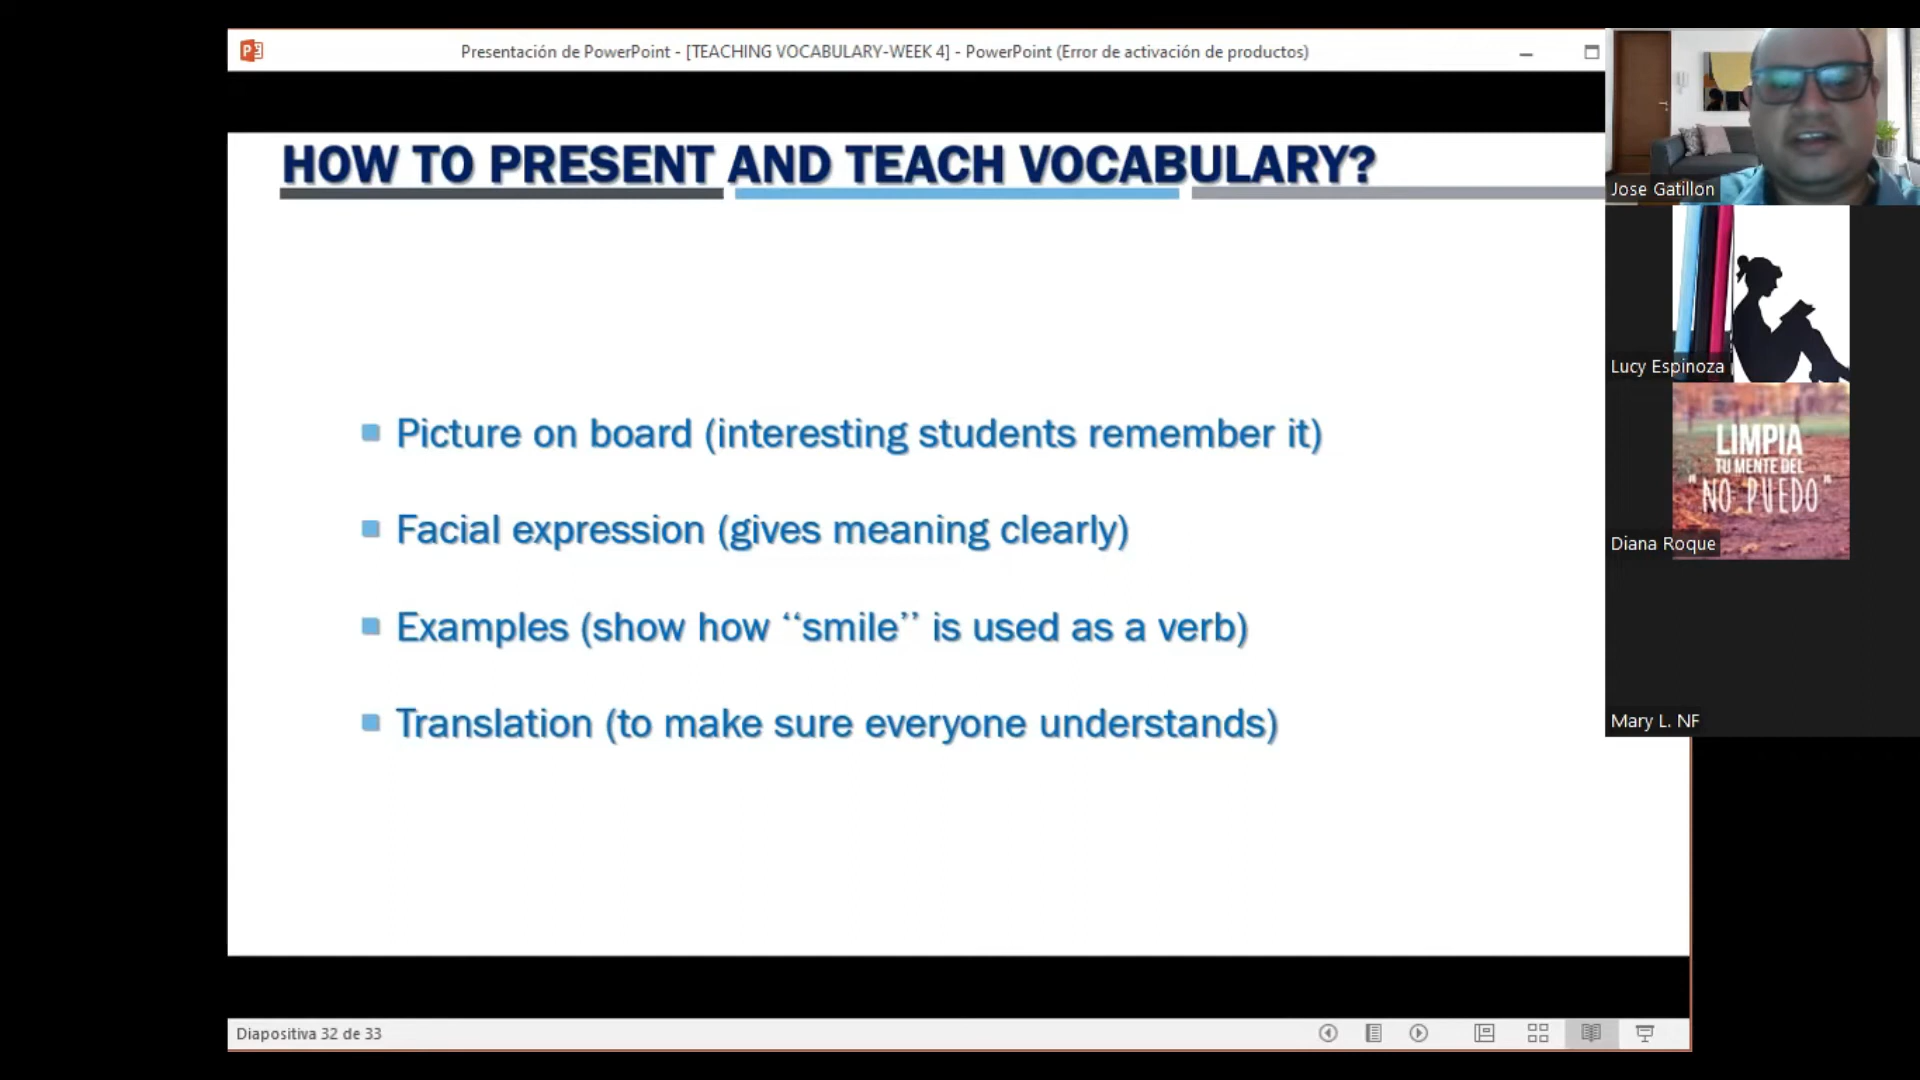 Presentación de PowerPoint - [TEACHING VOCABULARY-WEEK 4] - PowerPoint (Error de activación de productos)
HOW TO PRESENT AND TEACH VOCABULARY?
Picture on board (interesting students remember it)
Facial expression (gives meaning clearly)
Examples (show how ‘‘smile’’ is used as a verb)
Translation (to make sure everyone understands)
Diapositiva 32 de 33
Jose Gatillon
Lucy Espinoza
LIMPIA
TU MENTE DEL
"NO PUEDO"
Diana Roque
Mary L. NF